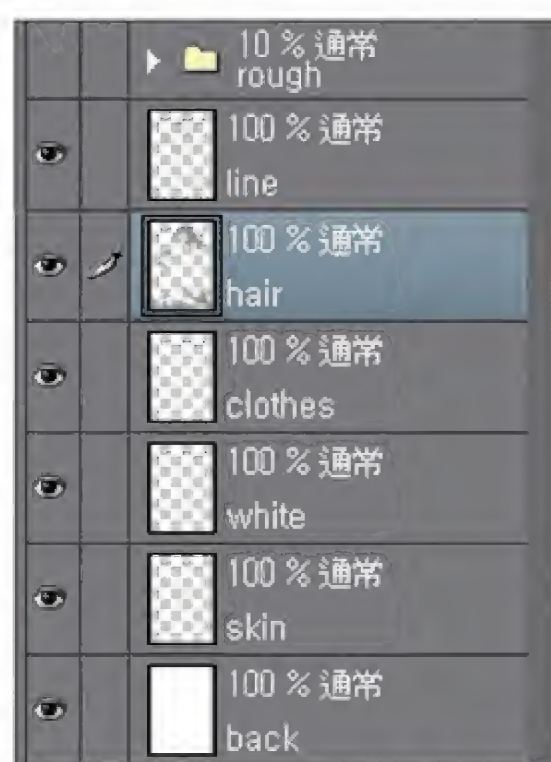 10 % 通常
rough
100 % 通常
line
100 % 通常
hair
100 % 通常
clothes
100 % 通常
white
100 % 通常
skin
100 % 通常
back